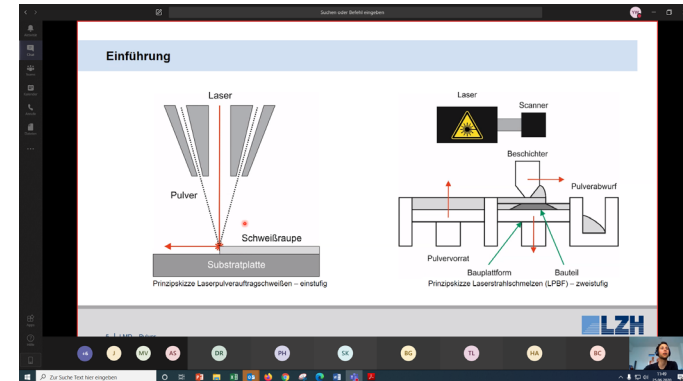 Suchen oder Befehl eingeben
Chat
Einführung
Laser
Pulver
Schweißraupe
Substratplatte
Prinzipskizze Laserpulverauftragschweißen – einstufig
Laser
Scanner
Beschichter
Pulverabwurf
Pulvervorrat
Bauplattform
Bauteil
Prinzipskizze Laserstrahlschmelzen (LPBF) – zweistufig
LZH
+6
J
MV
AS
DR
PH
SK
BG
TL
HA
BC
Zur Suche Text hier eingeben